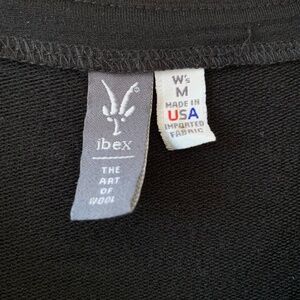 ibex
THE
ART
OF
WOOL
W's
M
MADE IN
USA
IMPORTED
FABRIC